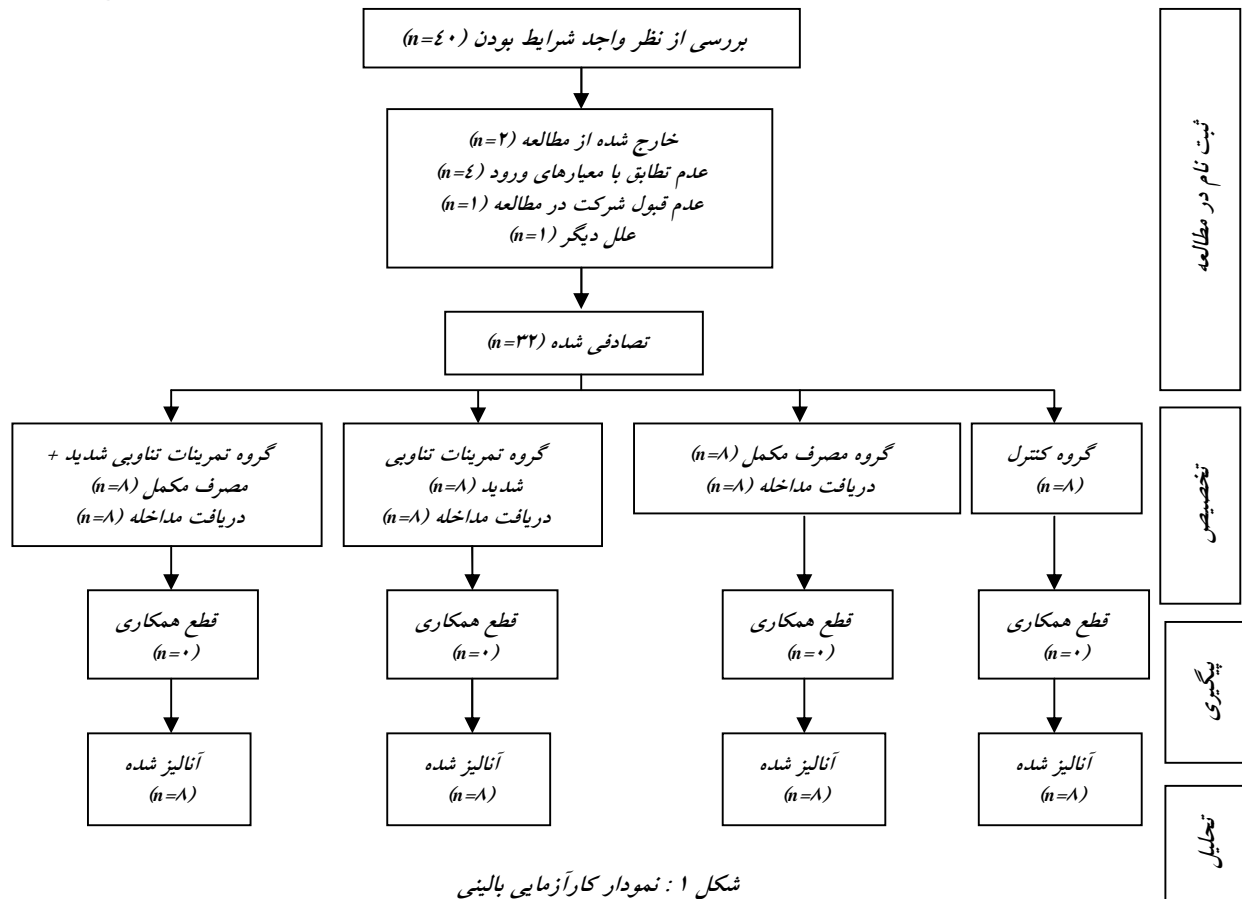 بررسی از نظر واجد شرایط بودن (n=٤۰)
خارج شده از مطالعه (n=۲)
عدم تطابق با معیارهای ورود (n=٤)
عدم قبول شرکت در مطالعه (n=۱)
علل دیگر (n=۱)
تصادفی شده (n=۳۲)
ثبت نام در مطالعه
گروه کنترل
(n=۸)
گروه مصرف مکمل (n=۸)
دریافت مداخله (n=۸)
گروه تمرینات تناوبی
شدید (n=۸)
دریافت مداخله (n=۸)
گروه تمرینات تناوبی شدید +
مصرف مکمل (n=۸)
دریافت مداخله (n=۸)
تخصیص
قطع همکاری
(n=۰)
قطع همکاری
(n=۰)
قطع همکاری
(n=۰)
قطع همکاری
(n=۰)
پیگیری
آنالیز شده
(n=۸)
آنالیز شده
(n=۸)
آنالیز شده
(n=۸)
آنالیز شده
(n=۸)
تحلیل
شکل ۱ : نمودار کارآزمایی بالینی